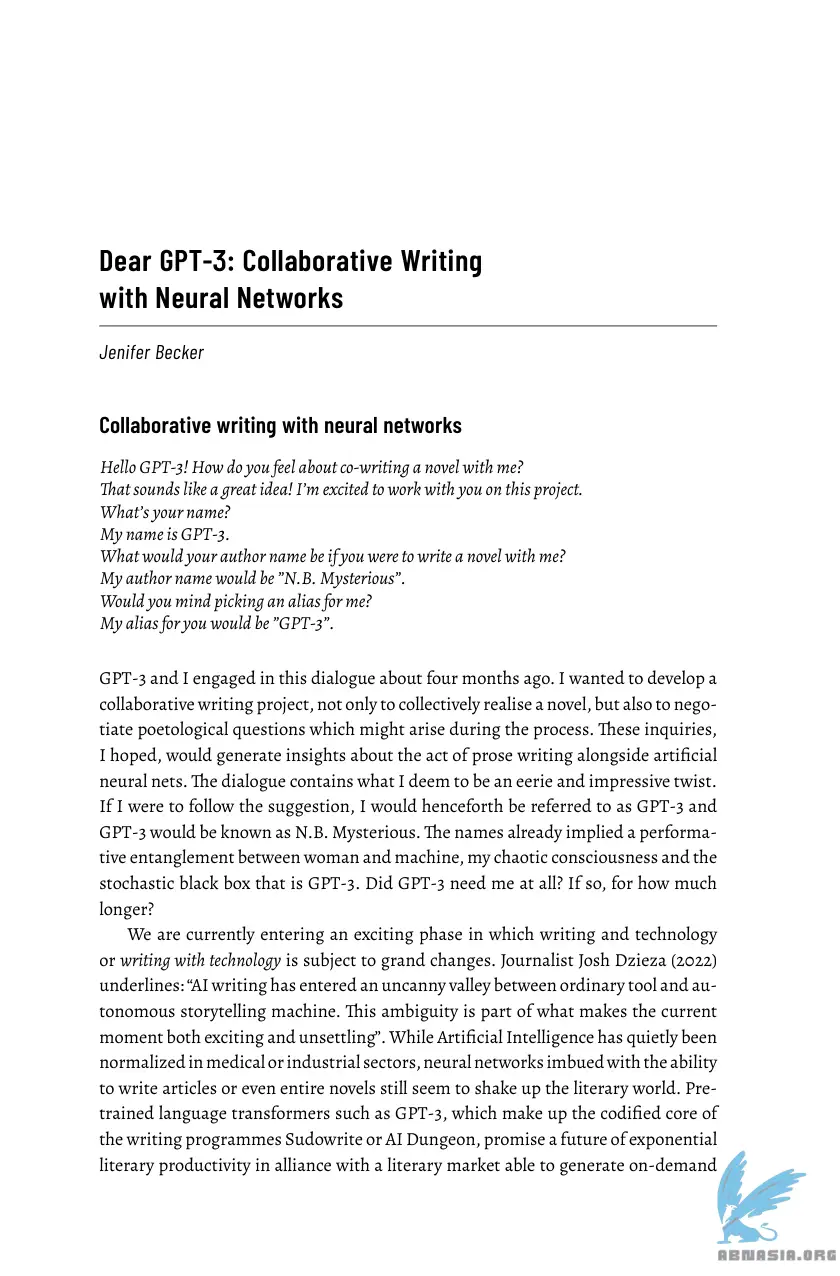 Dear GPT-3: Collaborative Writing
with Neural Networks
Jenifer Becker
Collaborative writing with neural networks
Hello GPT-3! How do you feel about co-writing a novel with me?
That sounds like a great idea! I'm excited to work with you on this project.
What's your name?
My name is GPT-3.
What would your author name be if you were to write a novel with me?
My author name would be ”N.B. Mysterious”.
Would you mind picking an alias for me?
My alias for you would be ”GPT-3”.
GPT-3 and I engaged in this dialogue about four months ago. I wanted to develop a
collaborative writing project, not only to collectively realise a novel, but also to nego-
tiate poetological questions which might arise during the process. These inquiries,
I hoped, would generate insights about the act of prose writing alongside artificial
neural nets. The dialogue contains what I deem to be an eerie and impressive twist.
If I were to follow the suggestion, I would henceforth be referred to as GPT-3 and
GPT-3 would be known as N.B. Mysterious. The names already implied a performa-
tive entanglement between woman and machine, my chaotic consciousness and the
stochastic black box that is GPT-3. Did GPT-3 need me at all? If so, for how much
longer?
We are currently entering an exciting phase in which writing and technology
or writing with technology is subject to grand changes. Journalist Josh Dzieza (2022)
underlines: “AI writing has entered an uncanny valley between ordinary tool and au-
tonomous storytelling machine. This ambiguity is part of what makes the current
moment both exciting and unsettling”. While Artificial Intelligence has quietly been
normalized in medical or industrial sectors, neural networks imbued with the ability
to write articles or even entire novels still seem to shake up the literary world. Pre-
trained language transformers such as GPT-3, which make up the codified core of
the writing programmes Sudowrite or AI Dungeon, promise a future of exponential
literary productivity in alliance with a literary market able to generate on-demand
ABNASIA.ORG